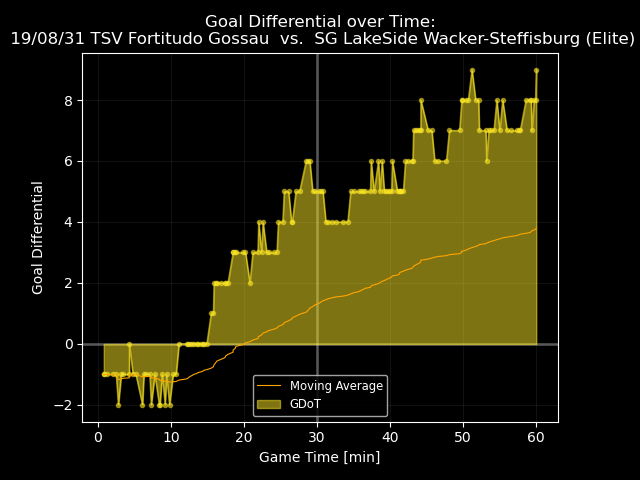 Goal Differential over Time:
19/08/31 TSV Fortitudo Gossau  vs.  SG LakeSide Wacker-Steffisburg (Elite)
Goal Differential
8
6
4
2
0
−2
Moving Average
GDoT
0 10 20 30 40 50 60
Game Time [min]